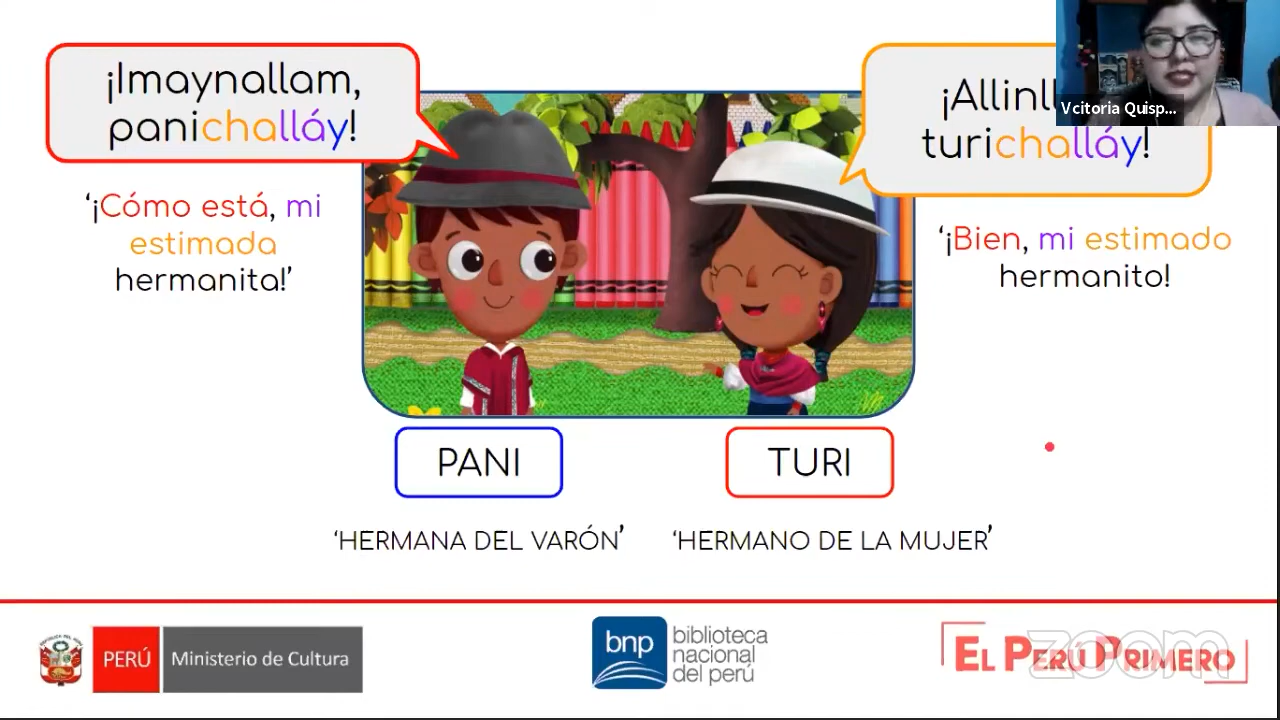 ¡Imaynallam,
panichalláy!
‘¡Cómo está, mi
estimada
hermanita!’
turichalláy!
Vcitoria Quisp...
‘¡Bien, mi estimado
hermanito!
PANI
TURI
‘HERMANA DEL VARÓN’
‘HERMANO DE LA MUJER’
PERÚ
Ministerio de Cultura
bnp
biblioteca
nacional
del perú
EL PERÚ PRIMERO
zoom